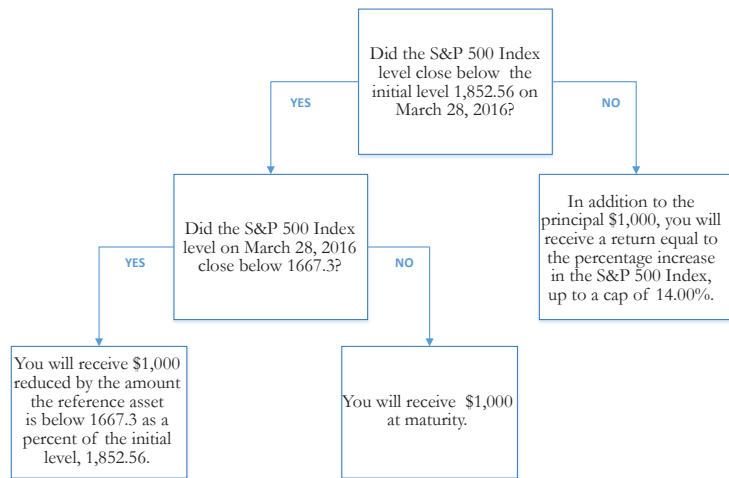 Did the S&P 500 Index
level close below the
initial level 1,852.56 on
March 28, 2016?
YES
NO
Did the S&P 500 Index
level on March 28, 2016
close below 1667.3?
In addition to the
principal $1,000, you will
receive a return equal to
the percentage increase
in the S&P 500 Index,
up to a cap of 14.00%.
YES
NO
You will receive $1,000
reduced by the amount
the reference asset
is below 1667.3 as a
percent of the initial
level, 1,852.56.
You will receive $1,000
at maturity.